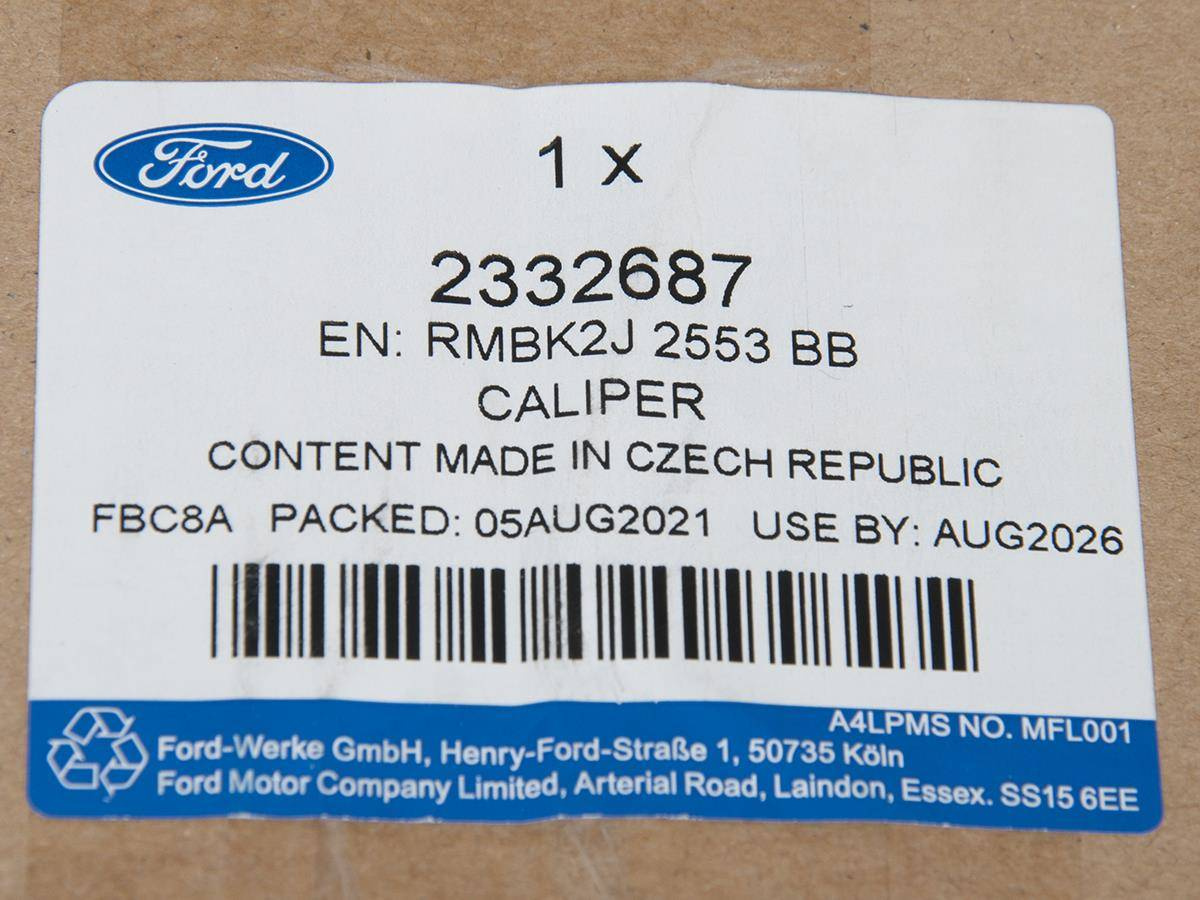 Ford
1 x
2332687
EN: RMBK2J 2553 BB
CALIPER
CONTENT MADE IN CZECH REPUBLIC
FBC8A PACKED: 05AUG2021 USE BY: AUG2026
A4LPMS NO. MFL001
Ford-Werke GmbH, Henry-Ford-Straße 1, 50735 Köln
Ford Motor Company Limited, Arterial Road, Laindon, Essex. SS15 6EE